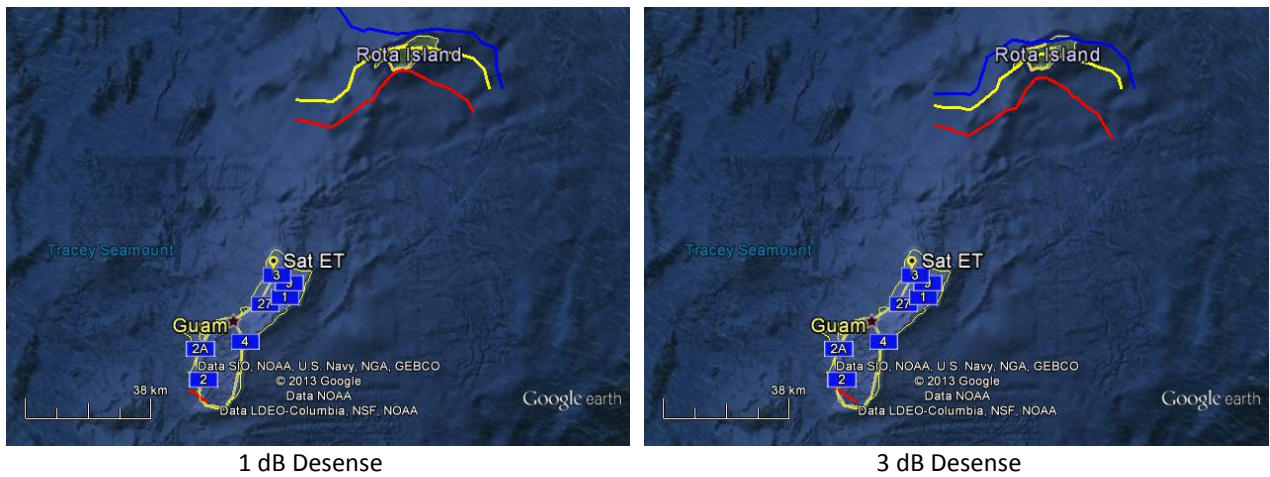 Rota Island
Tracey Seamount
Sat ET
3
1
27
Guam
4
2A
2
Data SIO, NOAA, U.S. Navy, NGA, GEBCO
© 2013 Google
Data NOAA
Data LDEO-Columbia, NSF, NOAA
38 km
Google earth
1 dB Desense
Rota Island
Tracey Seamount
Sat ET
3
1
27
Guam
4
2A
2
Data SIO, NOAA, U.S. Navy, NGA, GEBCO
© 2013 Google
Data NOAA
Data LDEO-Columbia, NSF, NOAA
38 km
Google earth
3 dB Desense